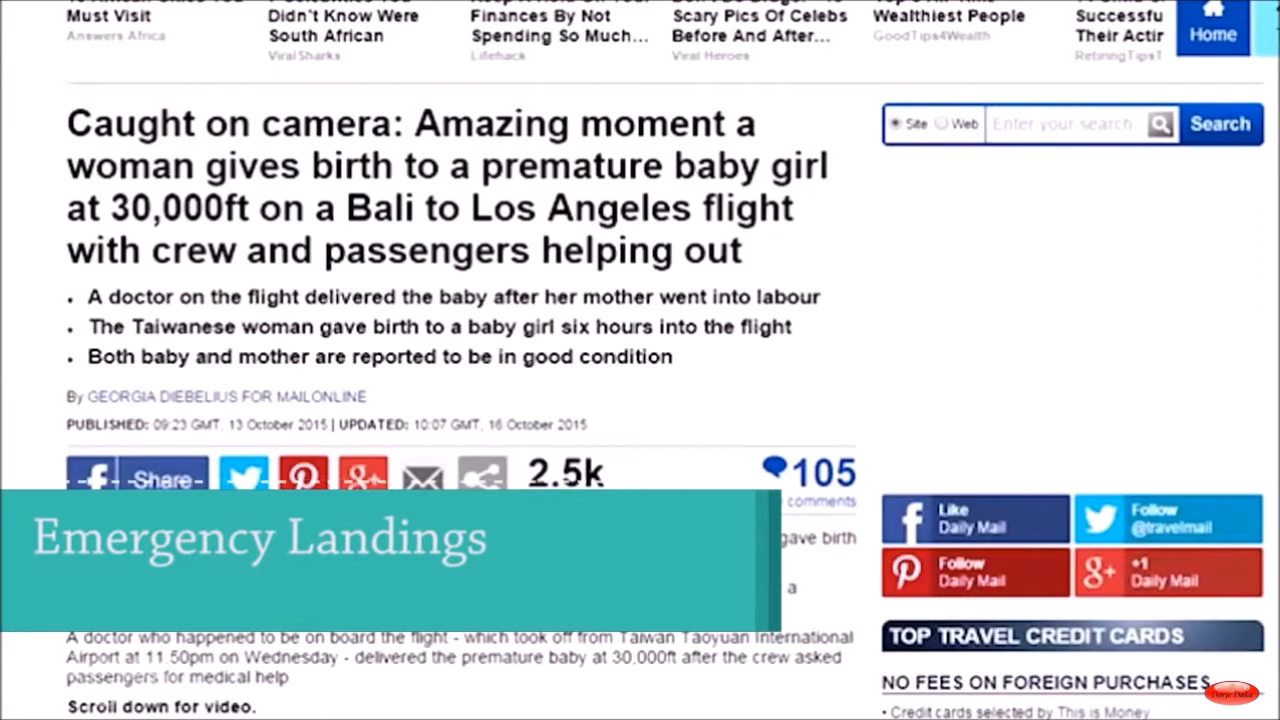 Must Visit
Answers Africa
Didn't Know Were
South African
ViralSharks
Finances By Not
Spending So Much...
Lifehack
Scary Pics Of Celebs
Before And After...
Viral Heroes
Wealthiest People
GoodTips4Wealth
Successfu
Their Actir
RetiringTipsT
Home
Caught on camera: Amazing moment a
woman gives birth to a premature baby girl
at 30,000ft on a Bali to Los Angeles flight
with crew and passengers helping out
• A doctor on the flight delivered the baby after her mother went into labour
• The Taiwanese woman gave birth to a baby girl six hours into the flight
• Both baby and mother are reported to be in good condition
By GEORGIA DIEBELIUS FOR MAILONLINE
PUBLISHED: 09:23 GMT, 13 October 2015 | UPDATED: 10:07 GMT, 16 October 2015
Share
2.5k
105
comments
Site Web Enter your search Search
Emergency Landings
gave birth
a
A doctor who happened to be on board the flight - which took off from Taiwan Taoyuan International
Airport at 11.50pm on Wednesday - delivered the premature baby at 30,000ft after the crew asked
passengers for medical help
Scroll down for video.
Like
Daily Mail
Follow
@travelmail
Follow
Daily Mail
+1
Daily Mail
TOP TRAVEL CREDIT CARDS
NO FEES ON FOREIGN PURCHASES
• Credit cards selected by This is Money